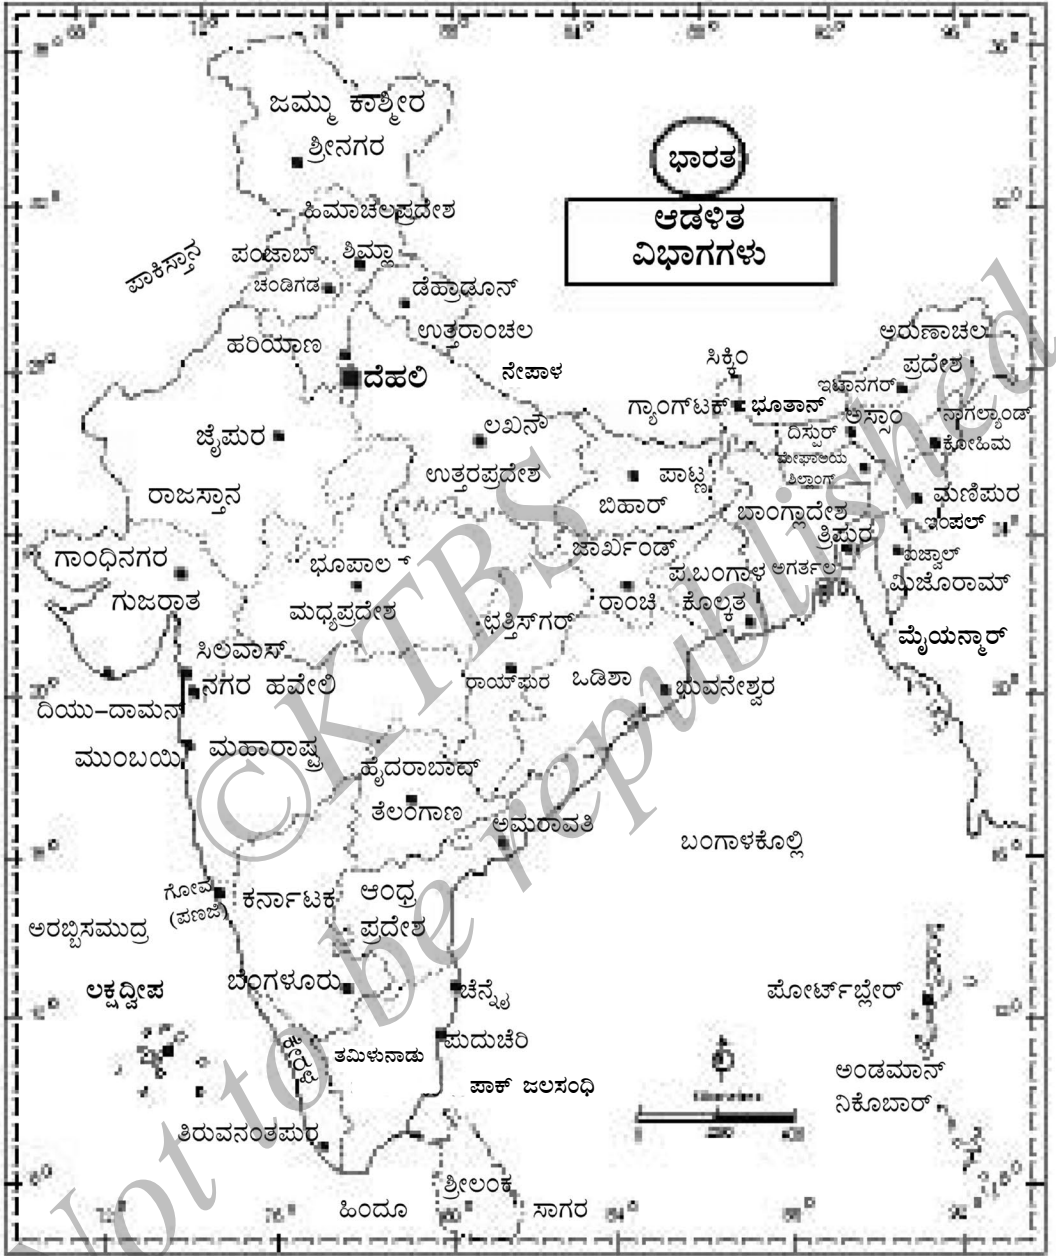 ಜಮ್ಮು ಕಾಶ್ಮೀರ
ಶ್ರೀನಗರ
ಭಾರತ
ಆಡಳಿತ
ವಿಭಾಗಗಳು
ಹಿಮಾಚಲಪ್ರದೇಶ
ಪಾಕಿಸ್ತಾನ
ಪಂಜಾಬ್
ಶಿಮ್ಲಾ
ಚಂಡಿಗಡ
ಡೆಹ್ರಾಡೂನ್
ಉತ್ತರಾಂಚಲ
ಹರಿಯಾಣ
ದೆಹಲಿ
ನೇಪಾಳ
ಸಿಕ್ಕಿಂ
ಅರುಣಾಚಲ
ಪ್ರದೇಶ
ಇಟಾನಗರ್
ಗ್ಯಾಂಗ್‌ಟಕ್
ಭೂತಾನ್
ಅಸ್ಸಾಂ
ನಾಗಲ್ಯಾಂಡ್
ಕೋಹಿಮ
ದಿಸ್ಪುರ್
ಮೇಘಾಲಯ
ಶಿಲ್ಲಾಂಗ್
ಜೈಪುರ
ಲಖನೌ
ರಾಜಸ್ತಾನ
ಉತ್ತರಪ್ರದೇಶ
ಪಾಟ್ಣ
ಬಿಹಾರ್
ಮಣಿಪುರ
ಇಂಪಲ್
ಬಾಂಗ್ಲಾದೇಶ
ತ್ರಿಪುರ
ಅಗರ್ತಲ
ಐಜ್ವಾಲ್
ಮಿಜೋರಾಮ್
ಗಾಂಧಿನಗರ
ಗುಜರಾತ
ಭೂಪಾಲ್
ಮಧ್ಯಪ್ರದೇಶ
ಜಾರ್ಖಂಡ್
ರಾಂಚಿ
ಪ.ಬಂಗಾಳ
ಕೊಲ್ಕತ
ಛತ್ತಿಸ್‌ಗರ್
ರಾಯ್‌ಪುರ
ಒಡಿಶಾ
ಭುವನೇಶ್ವರ
ಮೈಯನ್ಮಾರ್
ಸಿಲವಾಸ್
ನಗರ ಹವೇಲಿ
ದಿಯು-ದಾಮನ್
ಮುಂಬಯಿ
ಮಹಾರಾಷ್ಟ್ರ
ಹೈದರಾಬಾದ್
ತೆಲಂಗಾಣ
ಅಮರಾವತಿ
ಬಂಗಾಳಕೊಲ್ಲಿ
ಗೋವ
(ಪಣಜಿ)
ಕರ್ನಾಟಕ
ಆಂಧ್ರ
ಪ್ರದೇಶ
ಅರಬ್ಬಿಸಮುದ್ರ
ಲಕ್ಷದ್ವೀಪ
ಬೆಂಗಳೂರು
ಚೆನ್ನೈ
ಪುದುಚೆರಿ
ಪೋರ್ಟ್‌ಬ್ಲೇರ್
ಕೇರಳ
ತಮಿಳುನಾಡು
ಪಾಕ್ ಜಲಸಂಧಿ
ಅಂಡಮಾನ್
ನಿಕೊಬಾರ್
ತಿರುವನಂತಪುರ
ಶ್ರೀಲಂಕ
ಹಿಂದೂ ಸಾಗರ
©KTBS
Not to be republished